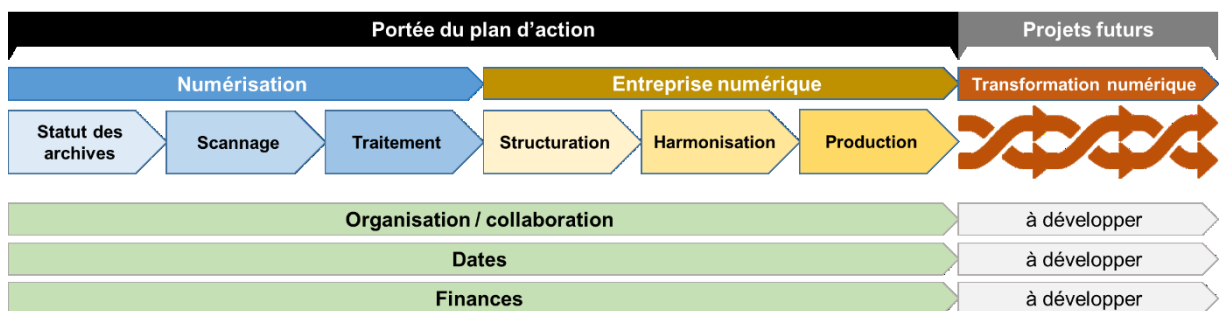 Portée du plan d’action
Projets futurs
Numérisation
Entreprise numérique
Transformation numérique
Statut des
archives
Scannage
Traitement
Structuration
Harmonisation
Production
Organisation / collaboration
à développer
Dates
à développer
Finances
à développer